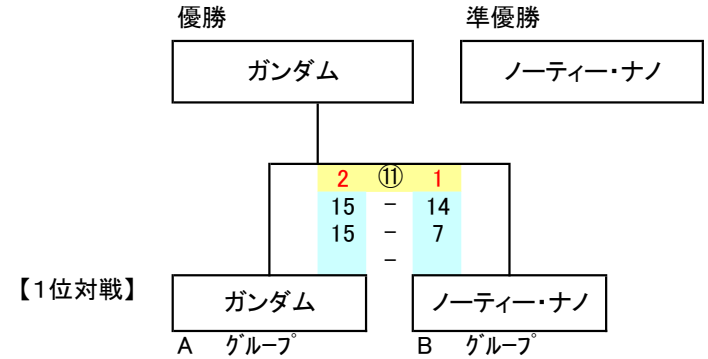 優勝 準優勝
ガンダム ノーティー・ナノ
2 ⑪ 1
15 － 14
15 － 7
－
【１位対戦】 ガンダム ノーティー・ナノ
A ｸﾞﾙｰﾌﾟ B ｸﾞﾙｰﾌﾟ